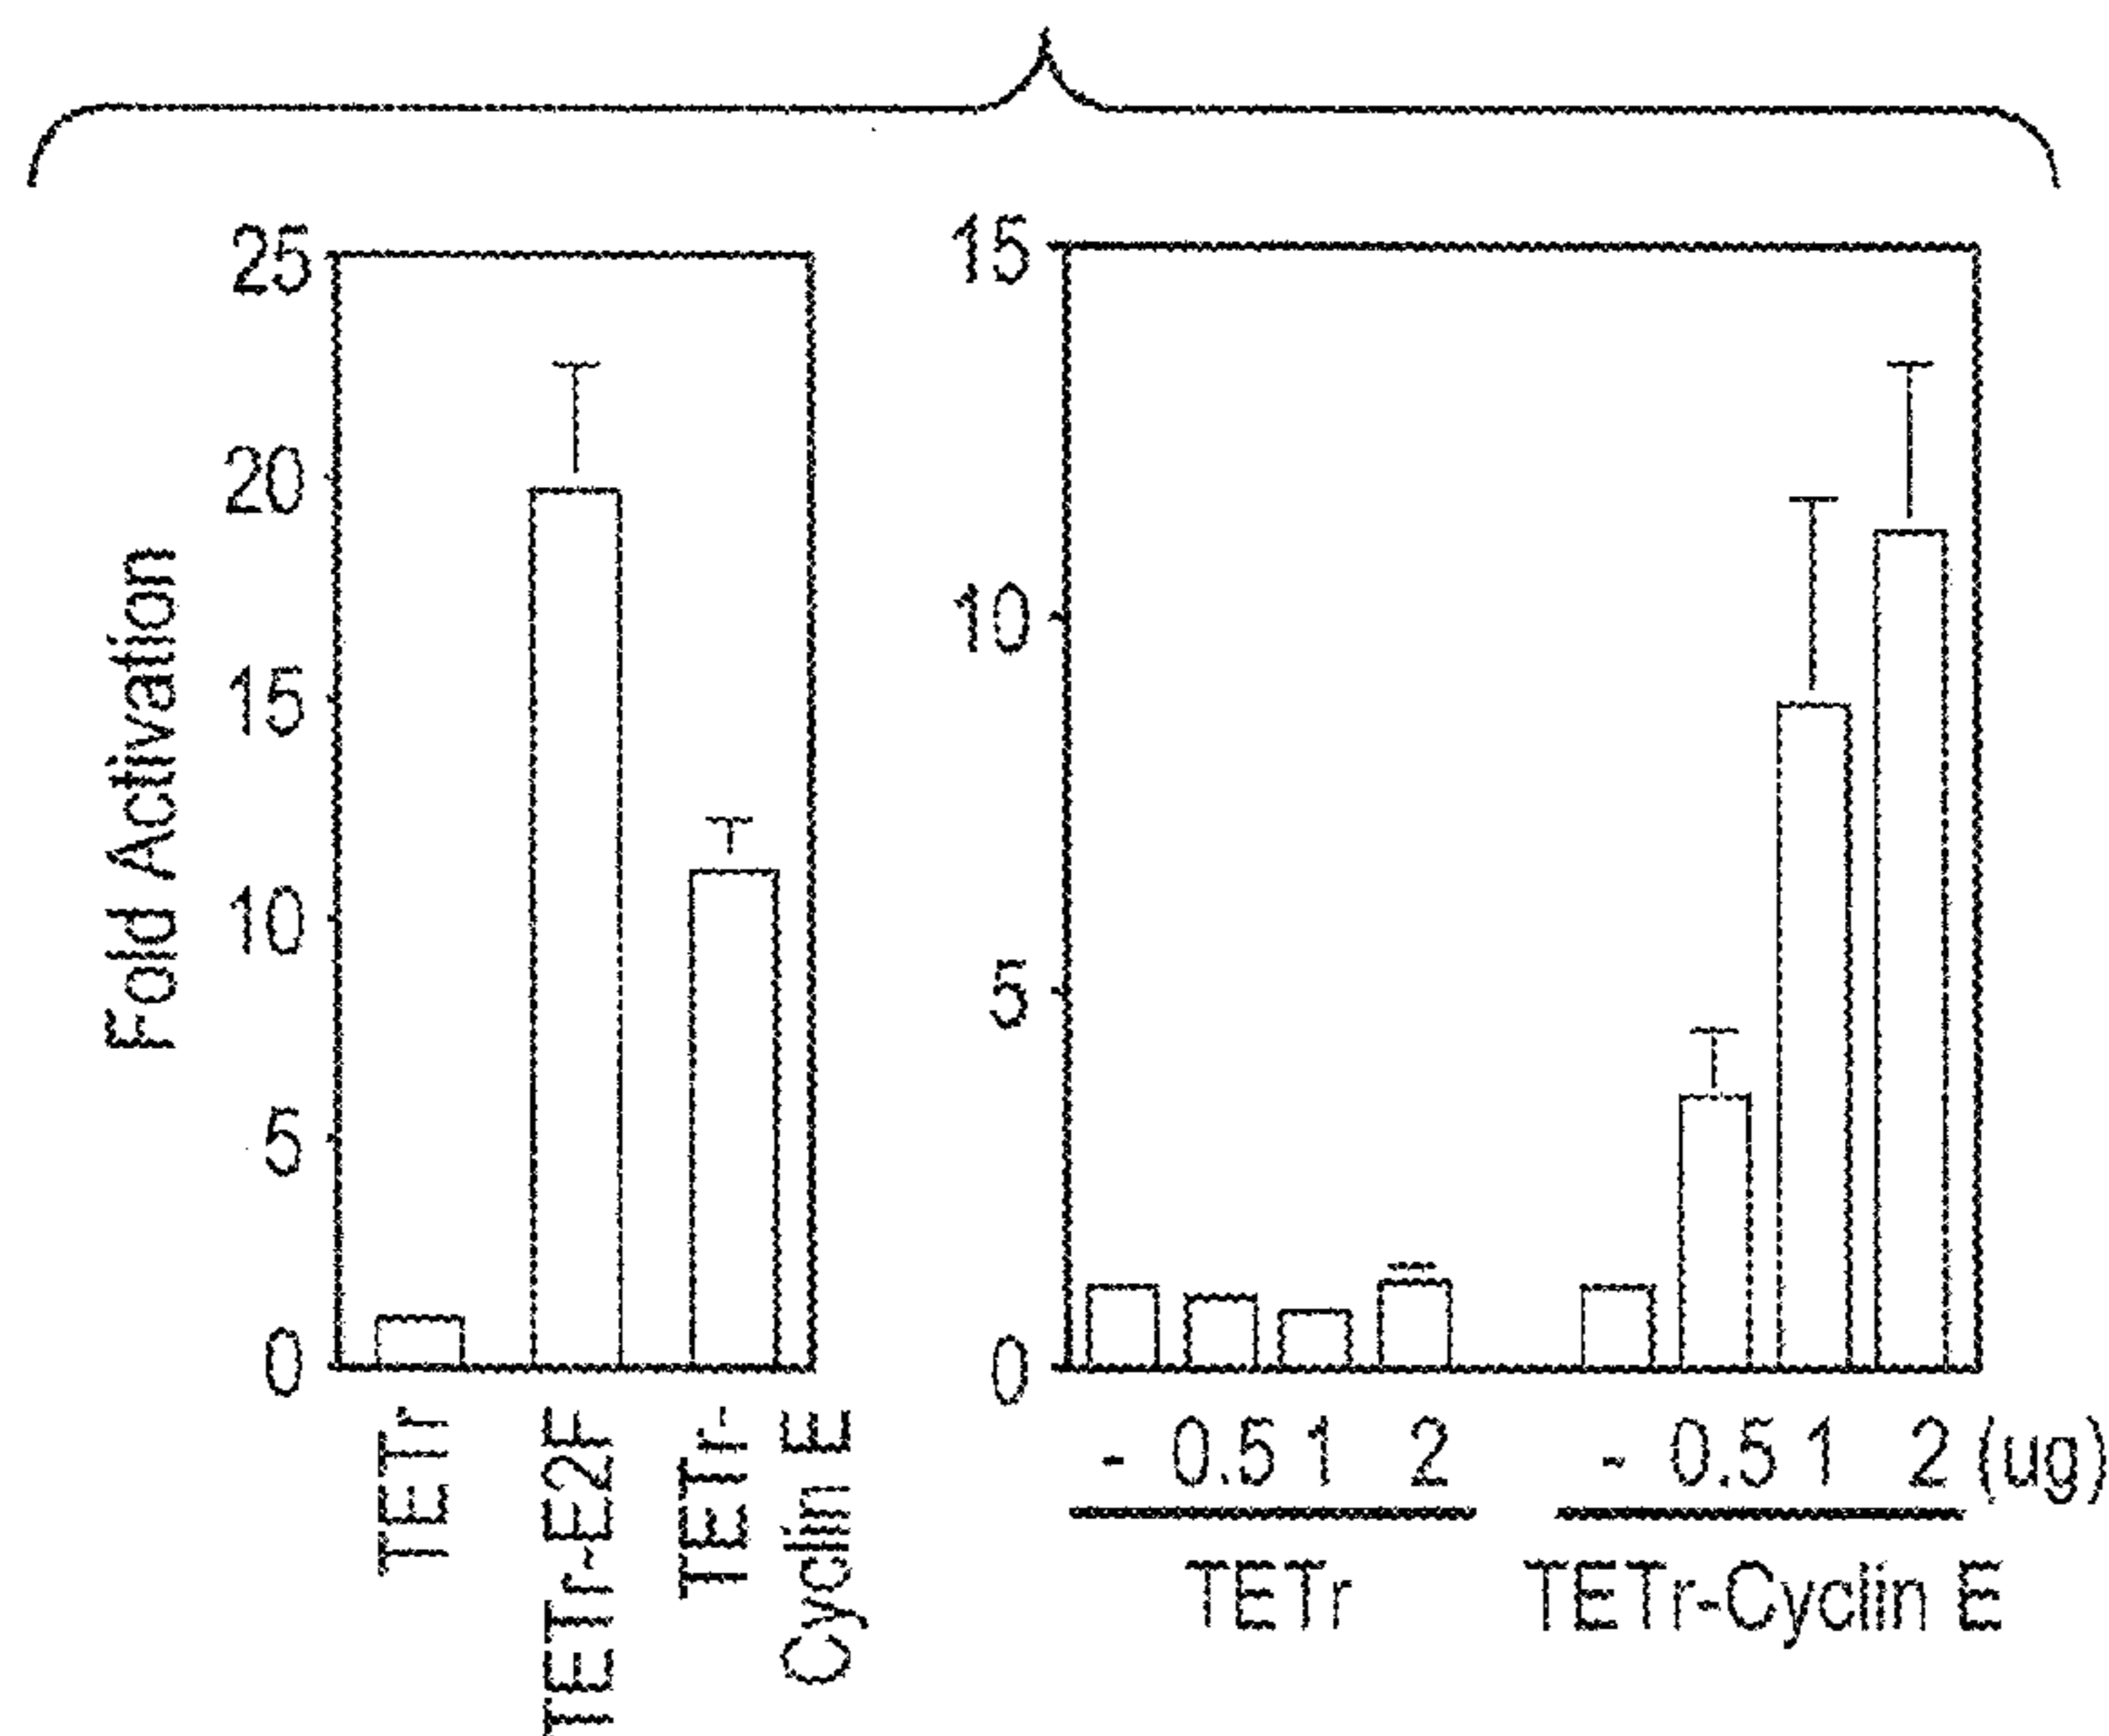 Fold Activation
25
20
15
10
5
0
TETr
TETr-E2F
TETr-
Cyclin E
15
10
5
0
- 0.5 1 2 - 0.5 1 2 (ug)
TETr TETr-Cyclin E